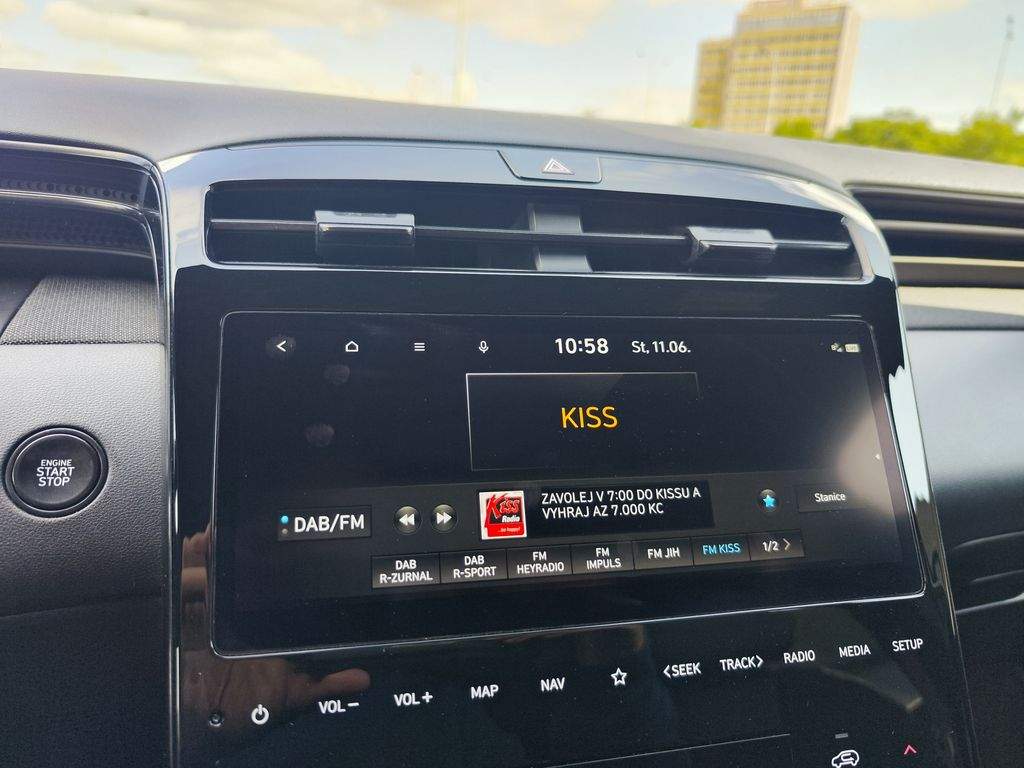 10:58 St, 11.06.
KISS
ENGINE
START
STOP
DAB/FM
KISS
Radio
ZAVOLEJ V 7:00 DO KISSU A
VYHRAJ AZ 7.000 KC
Stanice
DAB
R-ZURNAL
DAB
R-SPORT
FM
HEYRADIO
FM
IMPULS
FM JIH
FM KISS
1/2 >
VOL−
VOL+
MAP
NAV
<SEEK
TRACK>
RADIO
MEDIA
SETUP